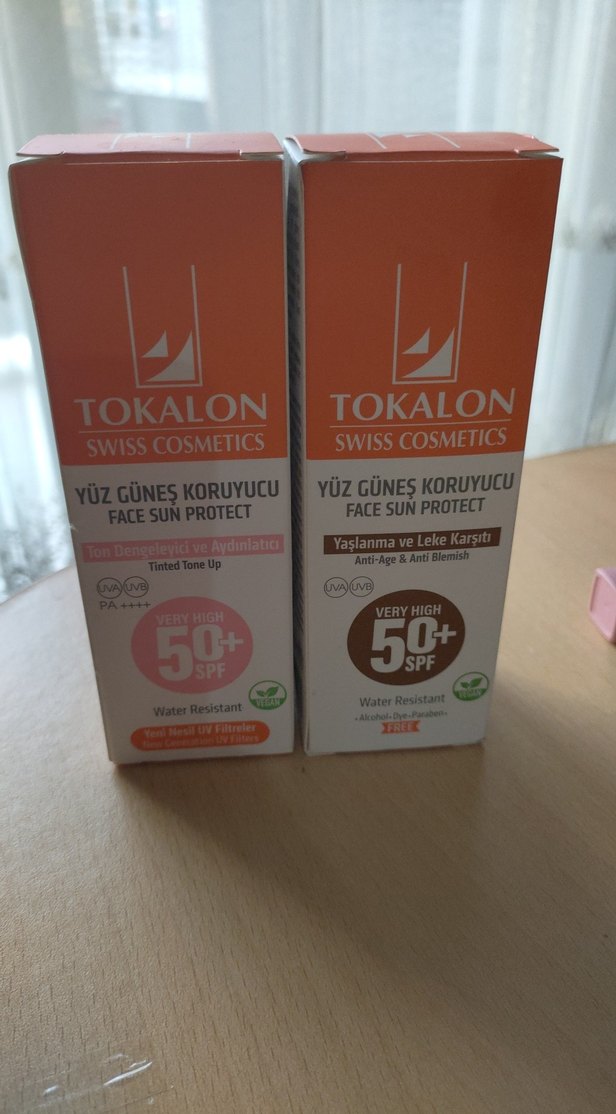 TOKALON
SWISS COSMETICS
YÜZ GÜNEŞ KORUYUCU
FACE SUN PROTECT
Ton Dengeleyici ve Aydınlatıcı
Tinted Tone Up
UVA UVB
PA ++++
VERY HIGH
50+
SPF
Water Resistant
VEGAN
Yeni Nesil UV Filtreler
New Generation UV Filters
TOKALON
SWISS COSMETICS
YÜZ GÜNEŞ KORUYUCU
FACE SUN PROTECT
Yaşlanma ve Leke Karşıtı
Anti-Age & Anti Blemish
UVA UVB
VERY HIGH
50+
SPF
Water Resistant
VEGAN
•Alcohol•Dye•Paraben•
FREE